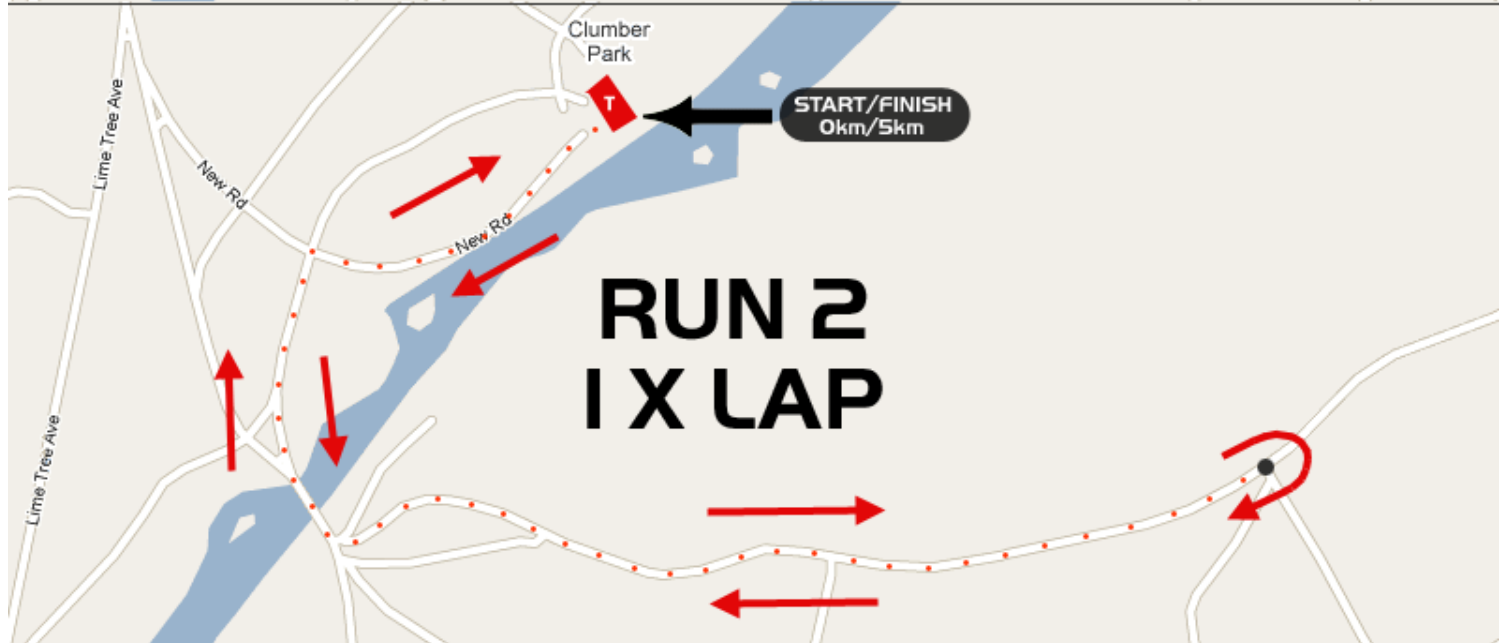 Clumber
Park
T
START/FINISH
0km/5km
Lime Tree Ave
New Rd
New Rd
RUN 2
1 X LAP
Lime Tree Ave